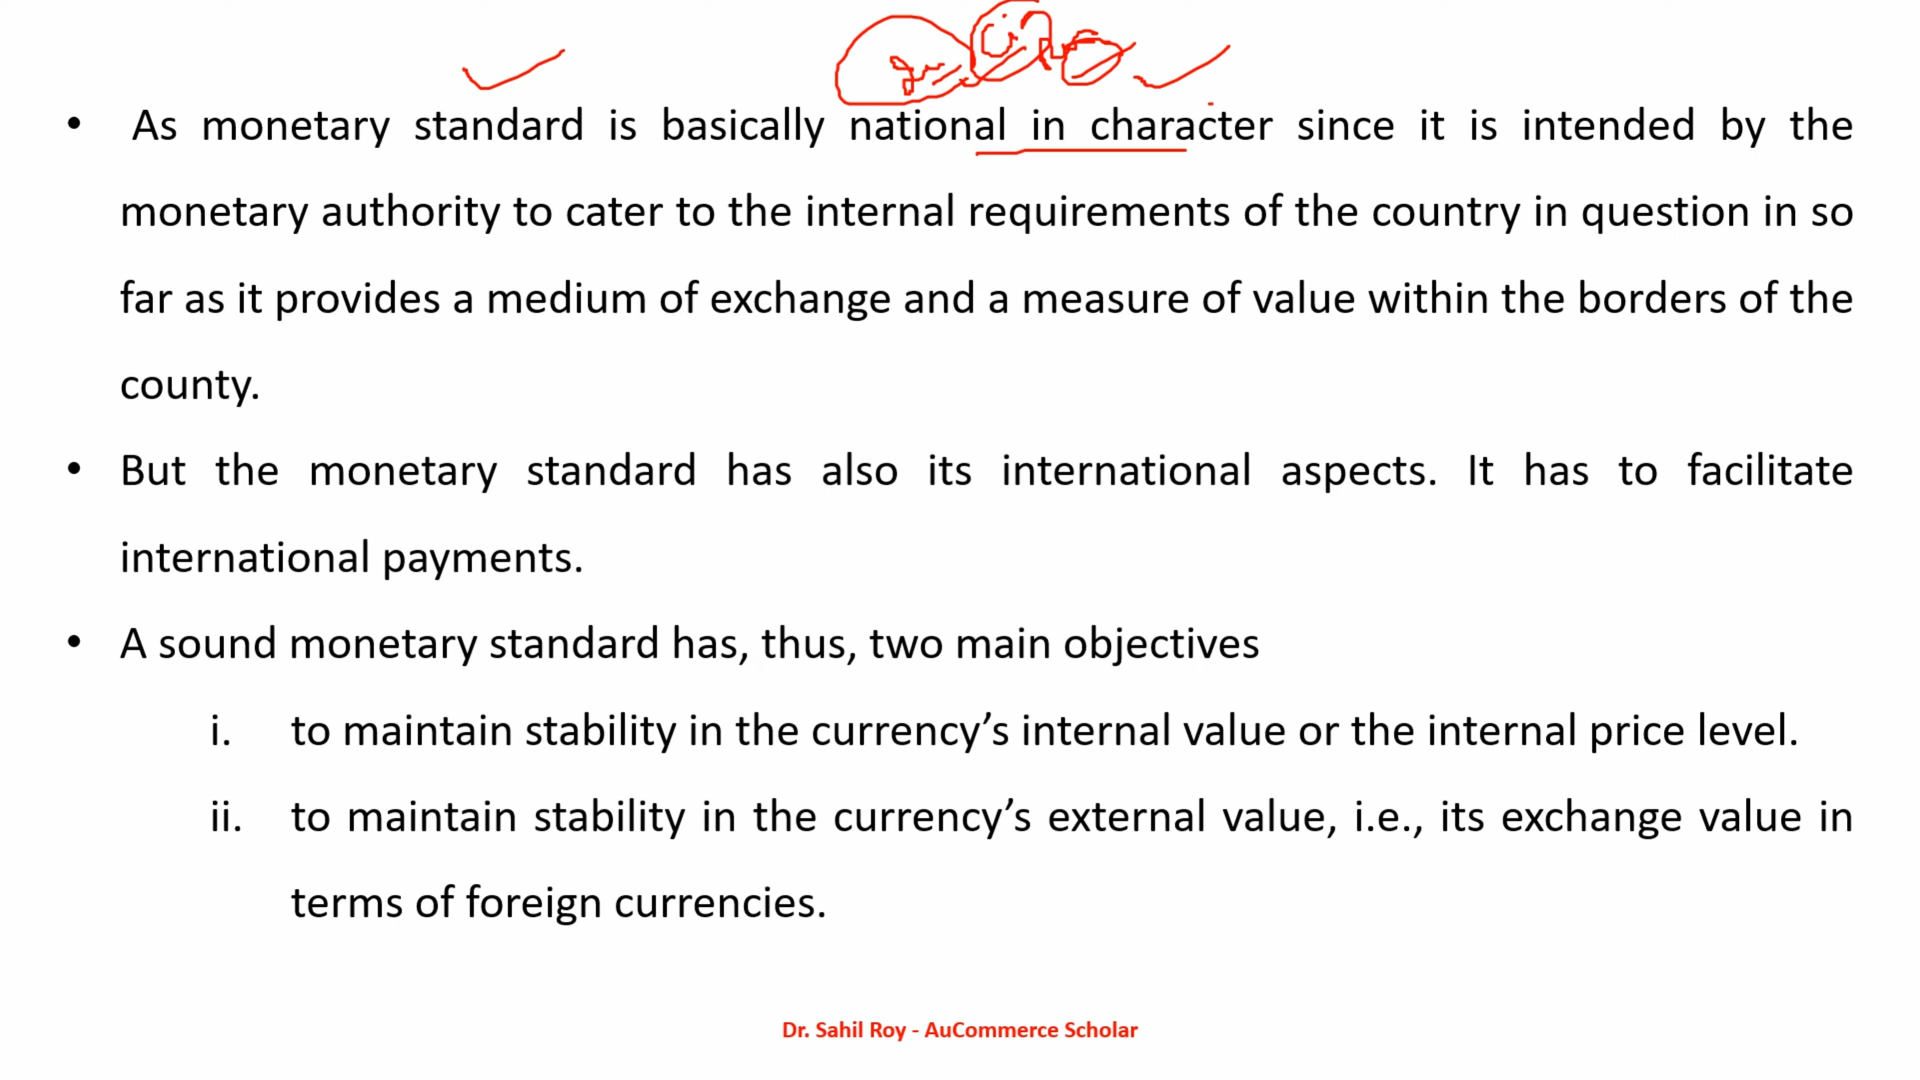 • As monetary standard is basically national in character since it is intended by the
monetary authority to cater to the internal requirements of the country in question in so
far as it provides a medium of exchange and a measure of value within the borders of the
county.
• But the monetary standard has also its international aspects. It has to facilitate
international payments.
• A sound monetary standard has, thus, two main objectives
i. to maintain stability in the currency’s internal value or the internal price level.
ii. to maintain stability in the currency’s external value, i.e., its exchange value in
terms of foreign currencies.
Dr. Sahil Roy - AuCommerce Scholar